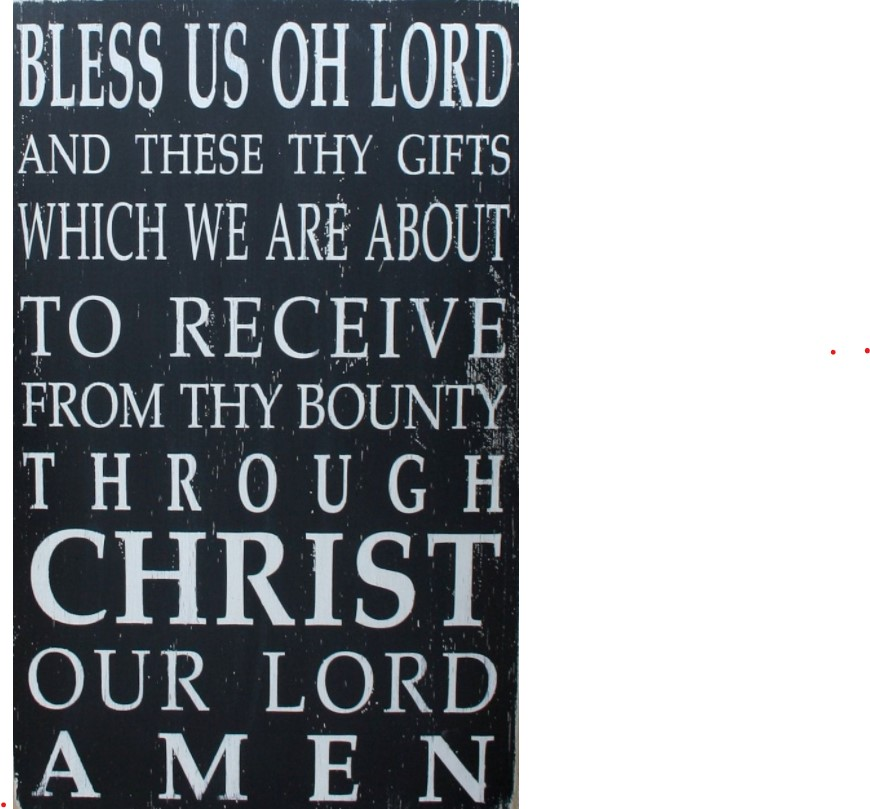 BLESS US OH LORD
AND THESE THY GIFTS
WHICH WE ARE ABOUT
TO RECEIVE
FROM THY BOUNTY
THROUGH
CHRIST
OUR LORD
AMEN